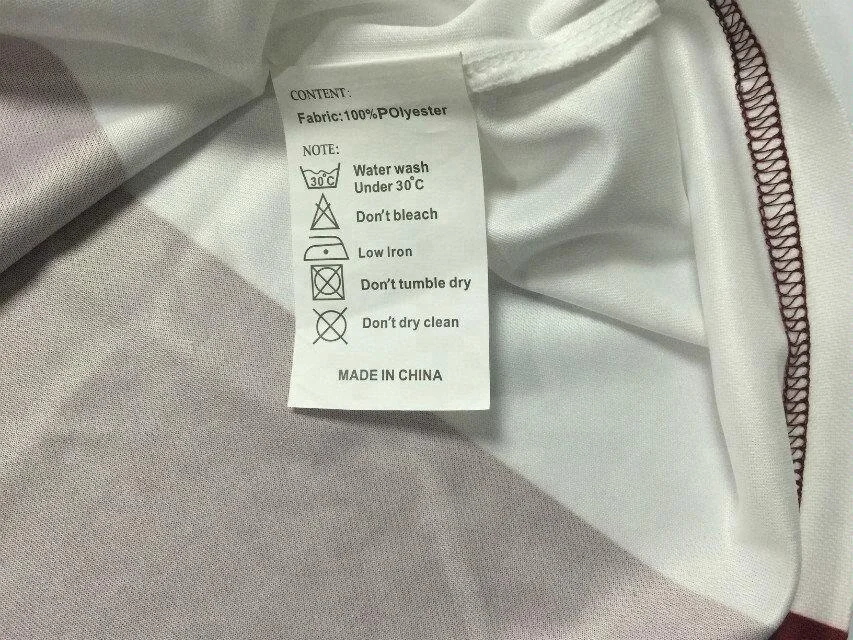 CONTENT:
Fabric:100%POlyester
NOTE:
30°C
Water wash
Under 30°C
Don't bleach
Low Iron
Don't tumble dry
Don't dry clean
MADE IN CHINA